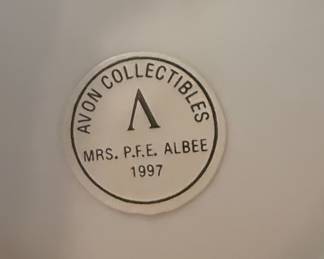 AVON COLLECTIBLES
Λ
MRS. P.F.E. ALBEE
1997